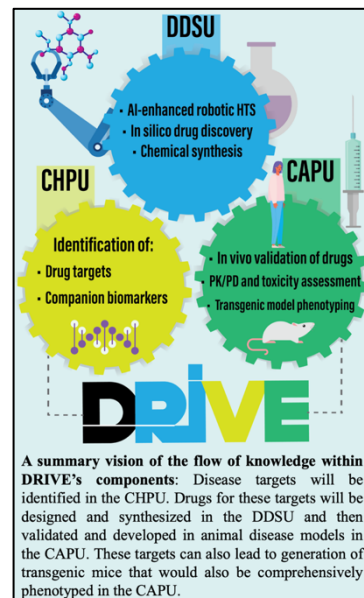 DDSU
• AI-enhanced robotic HTS
• In silico drug discovery
• Chemical synthesis
CHPU
Identification of:
• Drug targets
• Companion biomarkers
CAPU
• In vivo validation of drugs
• PK/PD and toxicity assessment
• Transgenic model phenotyping
DRiVE
A summary vision of the flow of knowledge within
DRIVE's components: Disease targets will be
identified in the CHPU. Drugs for these targets will be
designed and synthesized in the DDSU and then
validated and developed in animal disease models in
the CAPU. These targets can also lead to generation of
transgenic mice that would also be comprehensively
phenotyped in the CAPU.